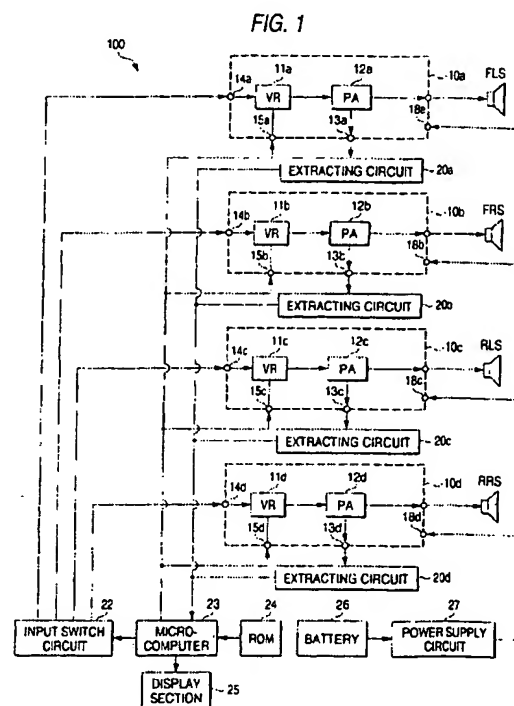 FIG. 1
100
11a 12a 10a FLS
14a VR PA 18a
15a 13a
EXTRACTING CIRCUIT 20a
11b 12b 10b FRS
14b VR PA 18b
15b 13b
EXTRACTING CIRCUIT 20b
11c 12c 10c RLS
14c VR PA 18c
15c 13c
EXTRACTING CIRCUIT 20c
11d 12d 10d RRS
14d VR PA 18d
15d 13d
EXTRACTING CIRCUIT 20d
22 23 24 26 27
INPUT SWITCH CIRCUIT
MICRO-COMPUTER
ROM
BATTERY
POWER SUPPLY CIRCUIT
DISPLAY SECTION 25